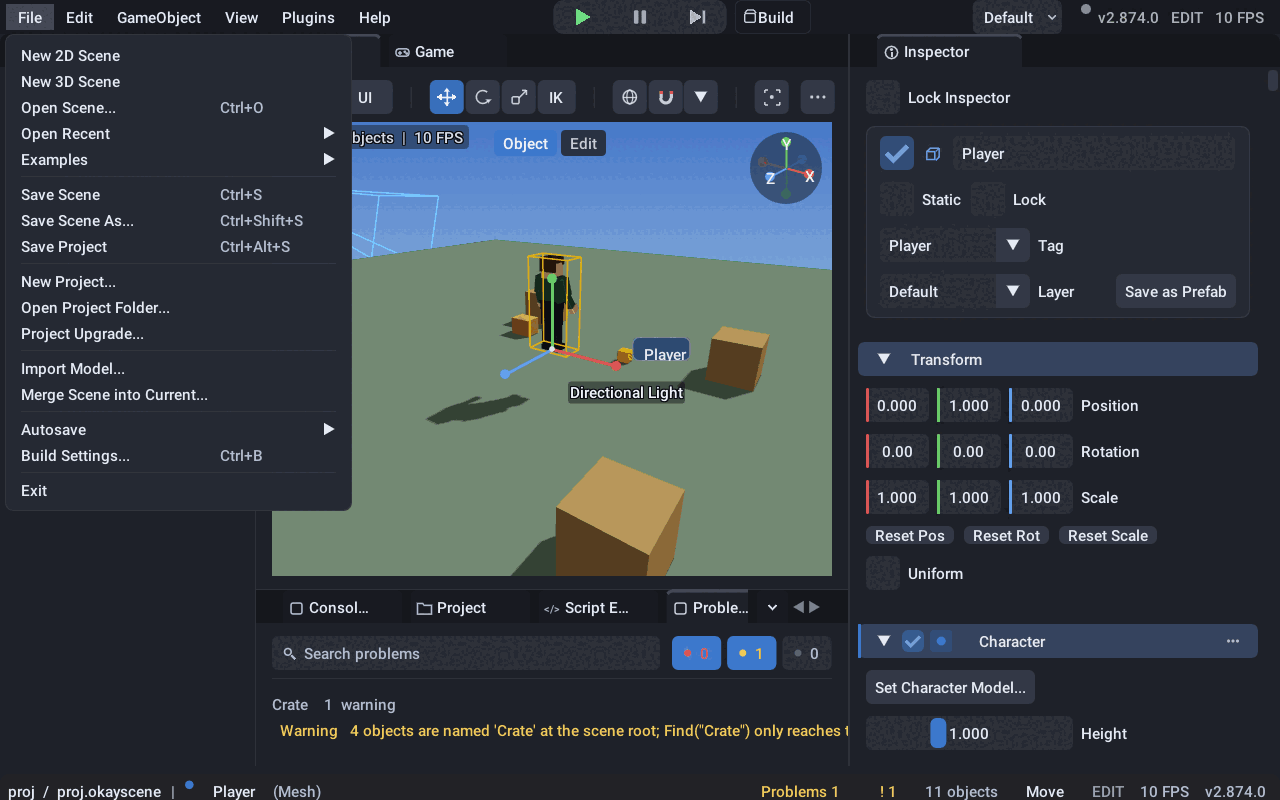 File Edit GameObject View Plugins Help Build Default v2.874.0 EDIT 10 FPS
New 2D Scene
New 3D Scene
Open Scene... Ctrl+O
Open Recent
Examples
Save Scene Ctrl+S
Save Scene As... Ctrl+Shift+S
Save Project Ctrl+Alt+S
New Project...
Open Project Folder...
Project Upgrade...
Import Model...
Merge Scene into Current...
Autosave
Build Settings... Ctrl+B
Exit
Game
UI IK
bjects | 10 FPS Object Edit
Y
Z X
Player
Directional Light
Consol... Project </> Script E... Proble...
Search problems 0 1 0
Crate 1 warning
Warning 4 objects are named 'Crate' at the scene root; Find("Crate") only reaches t
Inspector
Lock Inspector
Player
Static Lock
Player Tag
Default Layer Save as Prefab
Transform
0.000 1.000 0.000 Position
0.00 0.00 0.00 Rotation
1.000 1.000 1.000 Scale
Reset Pos Reset Rot Reset Scale
Uniform
Character
Set Character Model...
1.000 Height
proj / proj.okayscene | Player (Mesh) Problems 1 ! 1 11 objects Move EDIT 10 FPS v2.874.0